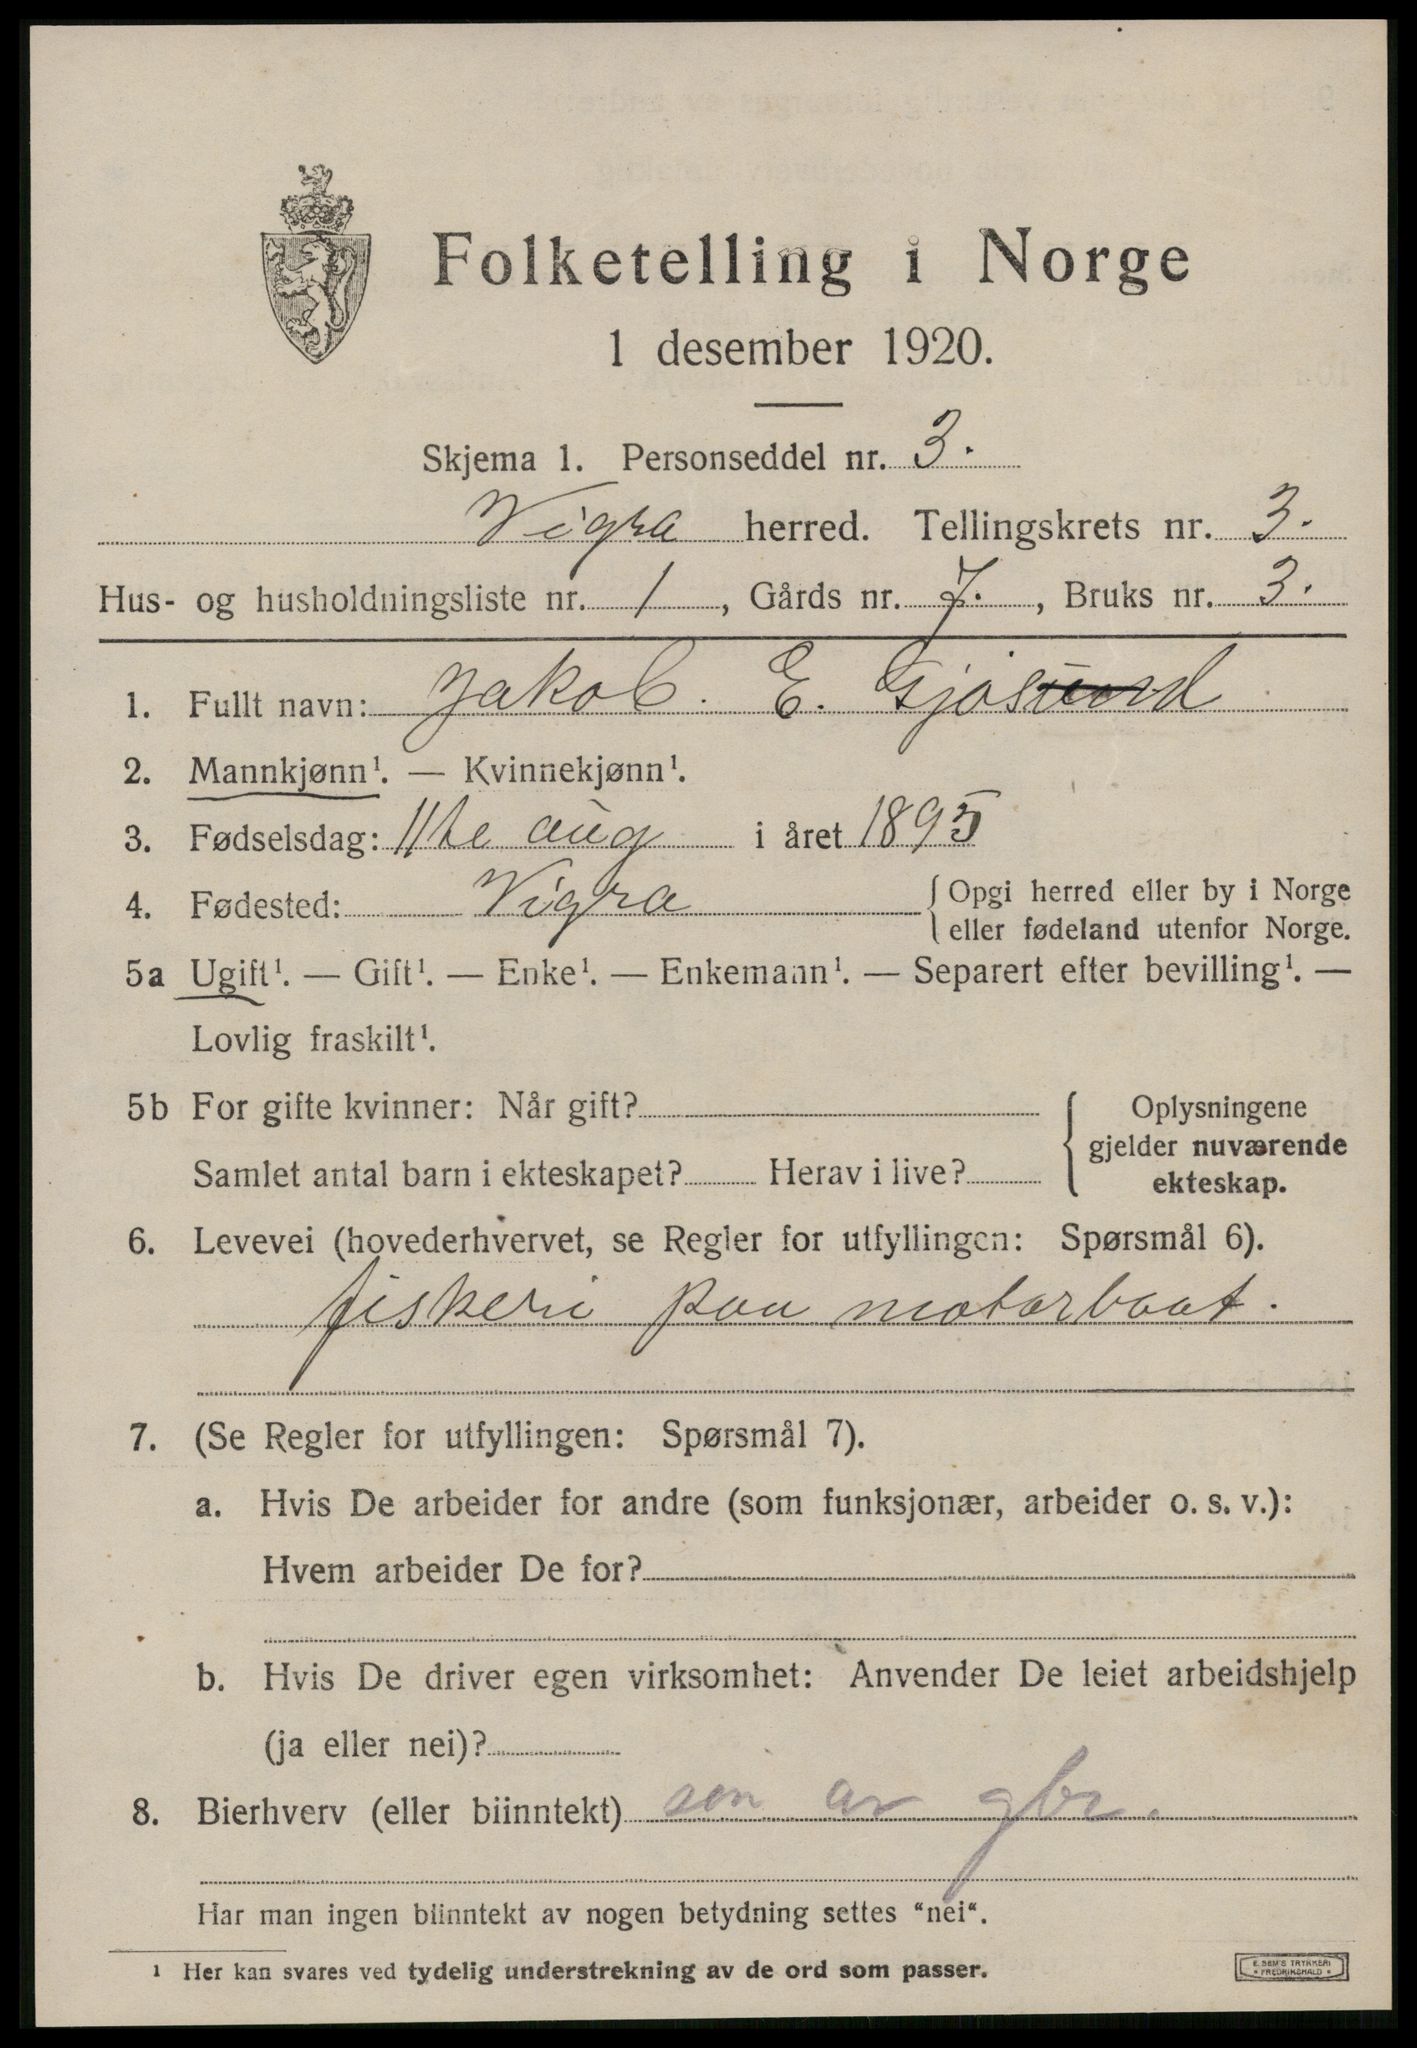 Folketelling i Norge
1 desember 1920.
Skjema 1. Personseddel nr. 3.
Vigra herred. Tellingskrets nr. 3.
Hus- og husholdningsliste nr. 1, Gårds nr. 7., Bruks nr. 3.
1. Fullt navn: Jakob. E. Gjøsund
2. Mannkjønn¹. — Kvinnekjønn¹.
3. Fødselsdag: 11te aug i året 1895
4. Fødested: Vigra { Opgi herred eller by i Norge
eller fødeland utenfor Norge.
5a Ugift¹. — Gift¹. — Enke¹. — Enkemann¹. — Separert efter bevilling¹. —
Lovlig fraskilt¹.
5b For gifte kvinner: Når gift? { Oplysningene
gjelder nuværende
Samlet antal barn i ekteskapet? Herav i live? ekteskap.
6. Levevei (hovederhvervet, se Regler for utfyllingen: Spørsmål 6).
fiskeri paa motorbaat.
7. (Se Regler for utfyllingen: Spørsmål 7).
a. Hvis De arbeider for andre (som funksjonær, arbeider o. s. v.):
Hvem arbeider De for?
b. Hvis De driver egen virksomhet: Anvender De leiet arbeidshjelp
(ja eller nei)?
8. Bierhverv (eller biinntekt) søn av gbr.
Har man ingen biinntekt av nogen betydning settes "nei".
¹ Her kan svares ved tydelig understrekning av de ord som passer.
E. SEM'S TRYKKERI
* FREDRIKSHALD *